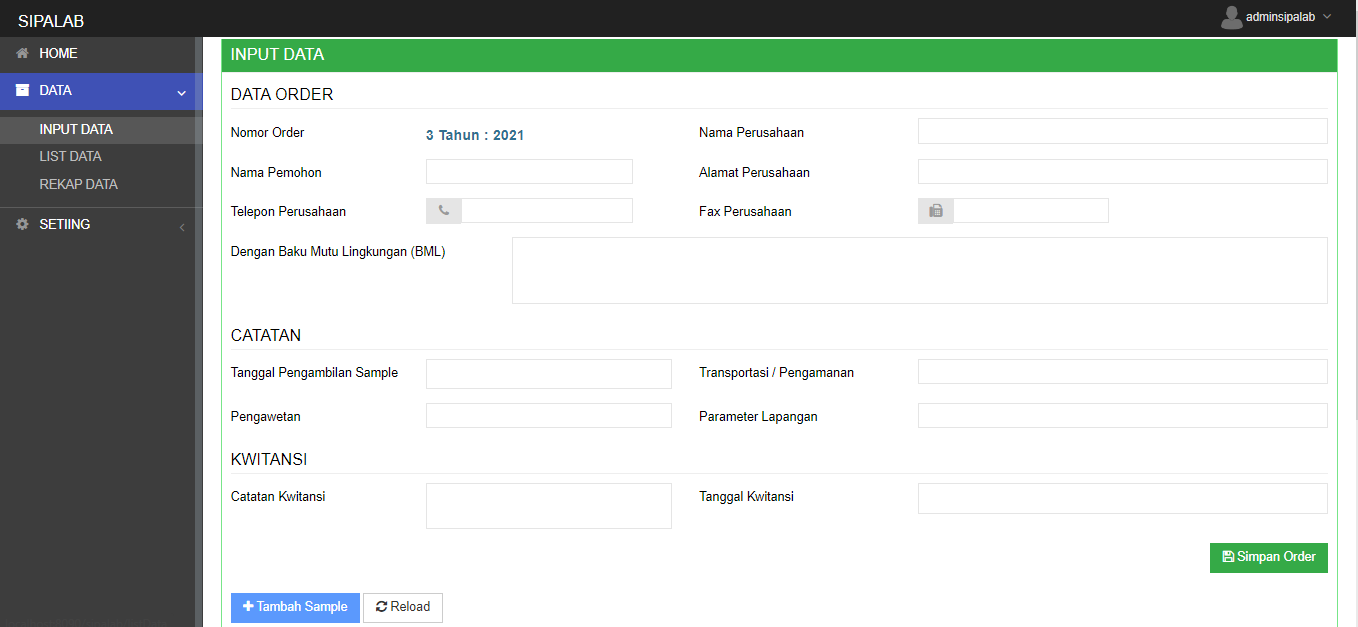 SIPALAB
adminsipalab
HOME
DATA
INPUT DATA
LIST DATA
REKAP DATA
SETIING
INPUT DATA
DATA ORDER
Nomor Order
3 Tahun : 2021
Nama Perusahaan
Nama Pemohon
Alamat Perusahaan
Telepon Perusahaan
Fax Perusahaan
Dengan Baku Mutu Lingkungan (BML)
CATATAN
Tanggal Pengambilan Sample
Transportasi / Pengamanan
Pengawetan
Parameter Lapangan
KWITANSI
Catatan Kwitansi
Tanggal Kwitansi
Simpan Order
Tambah Sample
Reload